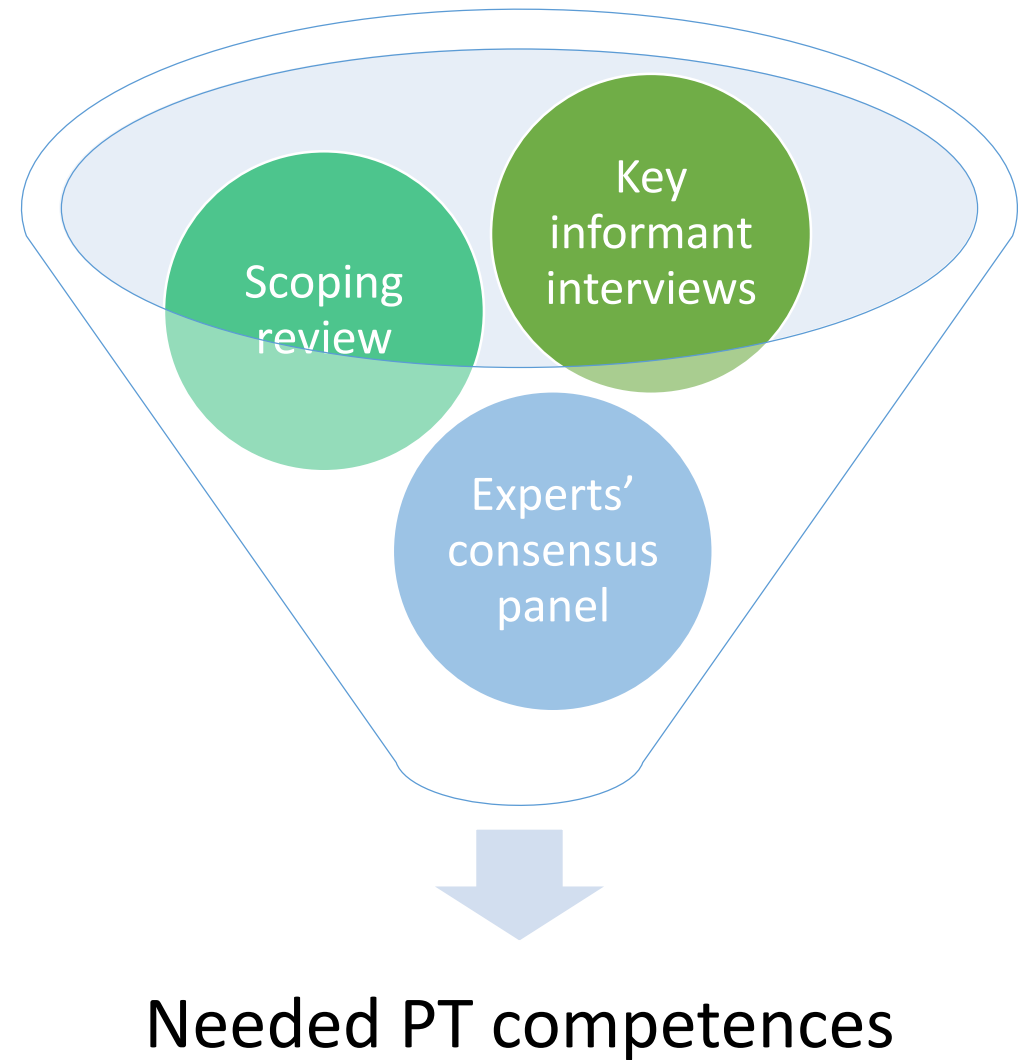 Key
informant
interviews
Scoping
review
Experts’
consensus
panel
Needed PT competences